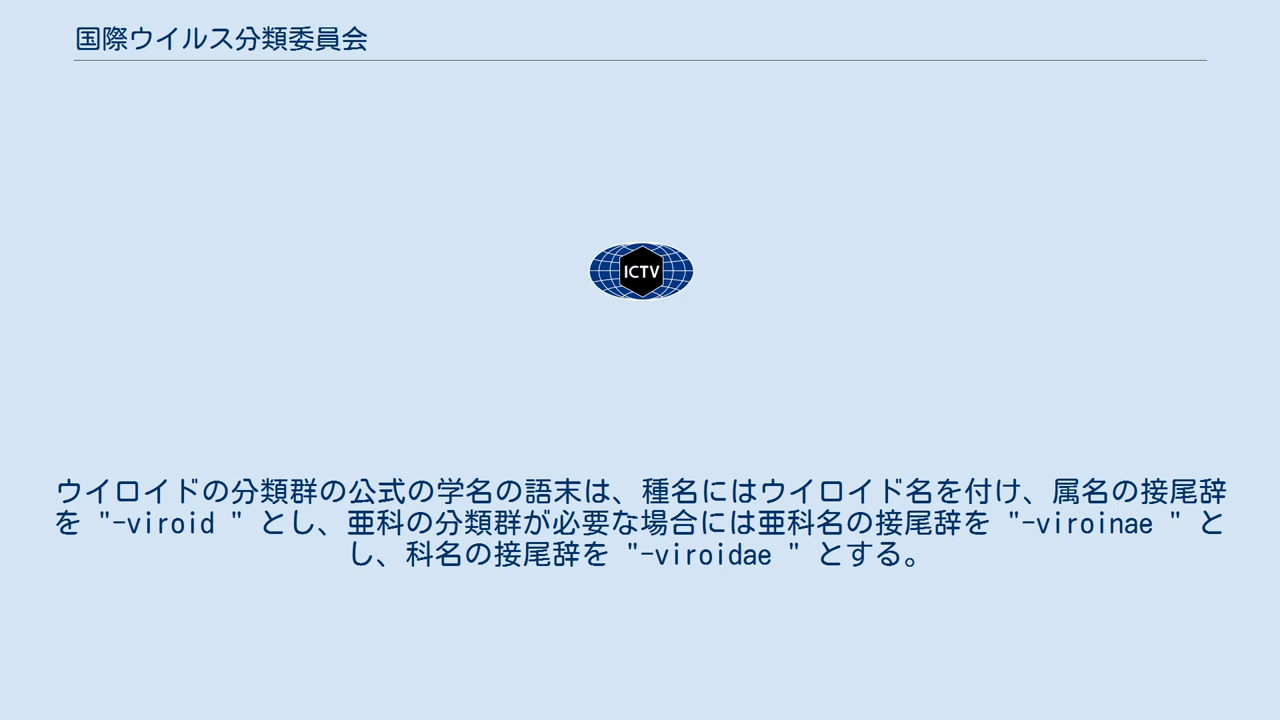 国際ウイルス分類委員会
ICTV
ウイロイドの分類群の公式の学名の語末は、種名にはウイロイド名を付け、属名の接尾辞
を "-viroid " とし、亜科の分類群が必要な場合には亜科名の接尾辞を "-viroinae " と
し、科名の接尾辞を "-viroidae " とする。